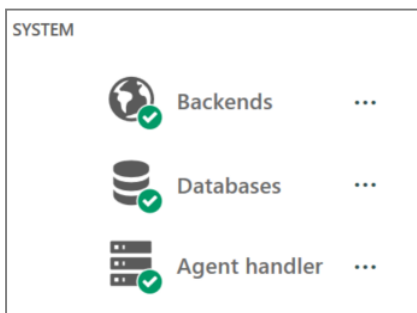 SYSTEM
Backends ...
Databases ...
Agent handler ...